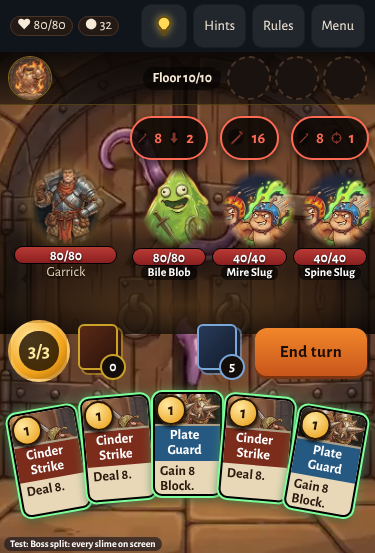 80/80
32
Hints
Rules
Menu
Floor 10/10
8 2
16
8 1
80/80
Garrick
80/80
Bile Blob
40/40
Mire Slug
40/40
Spine Slug
3/3
0
5
End turn
1
Cinder
Strike
Deal 8.
1
Cinder
Strike
Deal 8.
1
Plate
Guard
Gain 8
Block.
1
Cinder
Strike
Deal 8.
1
Plate
Guard
Gain 8
Block.
Test: Boss split: every slime on screen